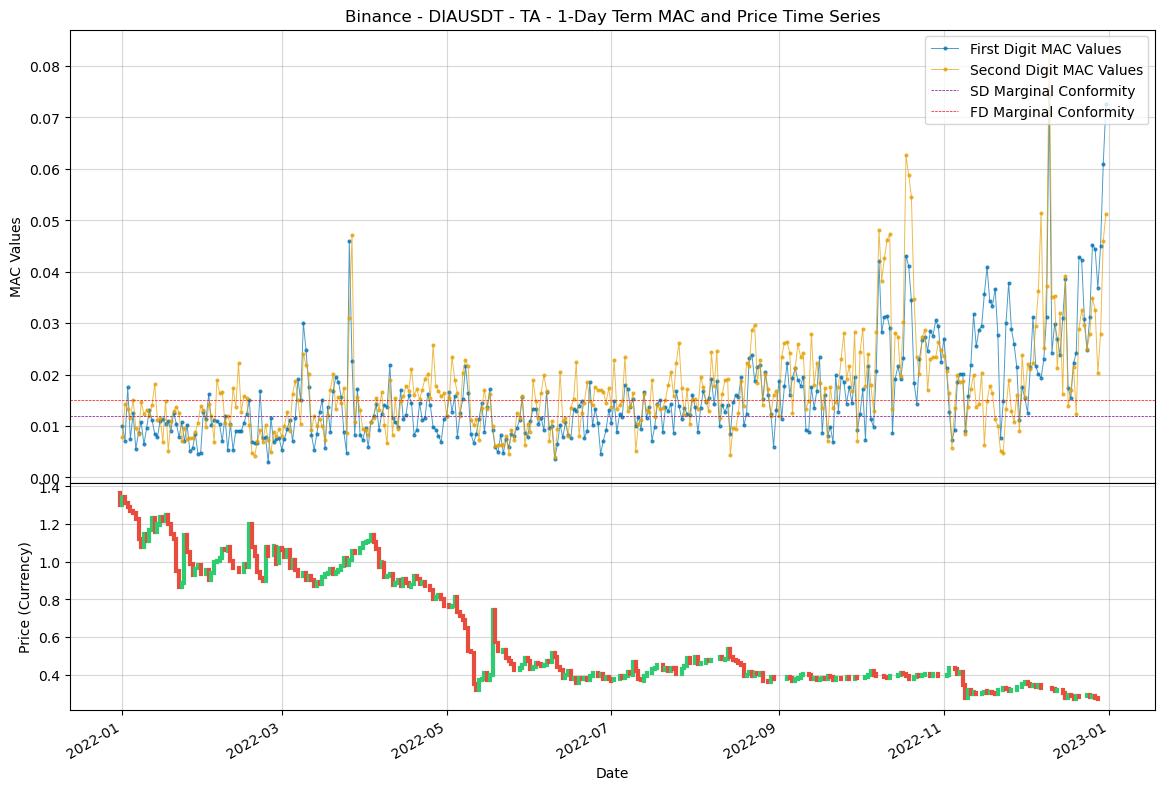 Binance - DIAUSDT - TA - 1-Day Term MAC and Price Time Series
First Digit MAC Values
Second Digit MAC Values
SD Marginal Conformity
FD Marginal Conformity
MAC Values
0.08
0.07
0.06
0.05
0.04
0.03
0.02
0.01
0.00
Price (Currency)
1.4
1.2
1.0
0.8
0.6
0.4
2022-01
2022-03
2022-05
2022-07
2022-09
2022-11
2023-01
Date